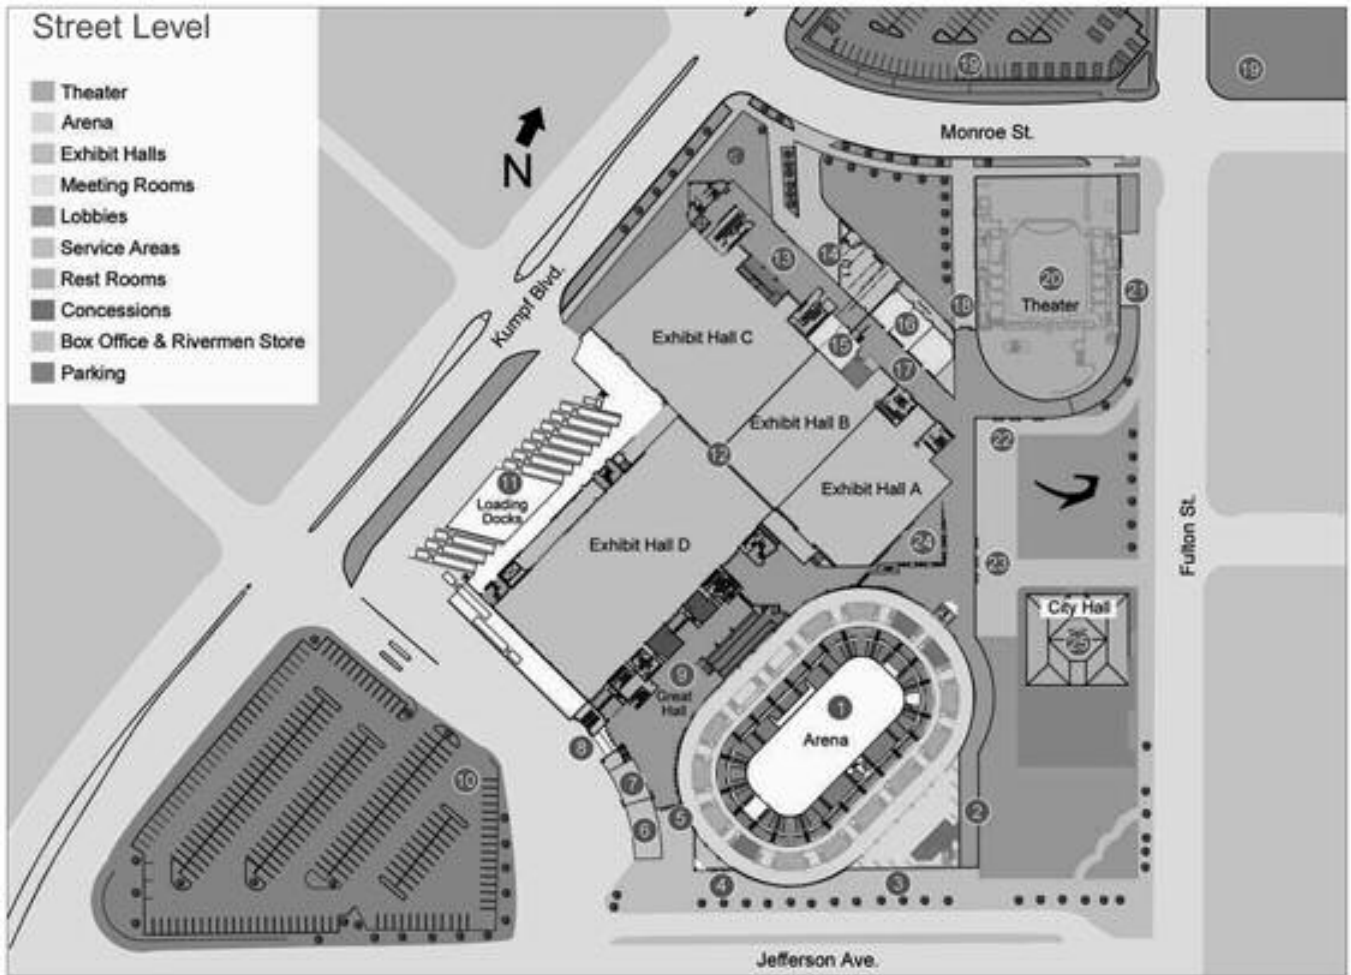 Street Level
Theater
Arena
Exhibit Halls
Meeting Rooms
Lobbies
Service Areas
Rest Rooms
Concessions
Box Office & Rivermen Store
Parking
N
19
19
Monroe St.
Kumpf Blvd.
13
14
20
Theater
21
18
16
15
17
Exhibit Hall C
Exhibit Hall B
12
22
Exhibit Hall A
11
Loading
Docks
Exhibit Hall D
24
23
Fulton St.
City Hall
25
9
Great
Hall
1
Arena
8
7
10
6
5
2
4
3
Jefferson Ave.